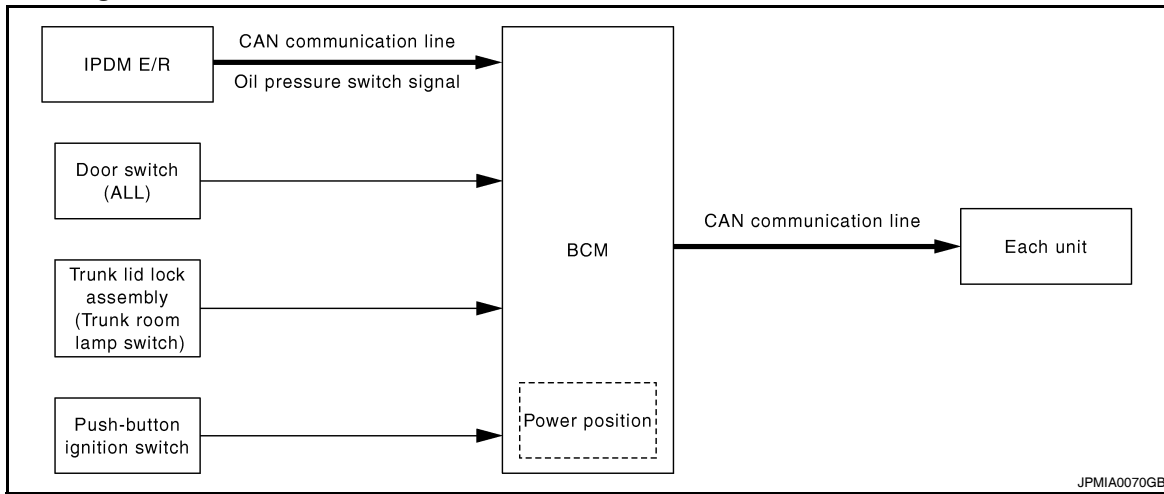 IPDM E/R
CAN communication line
Oil pressure switch signal
Door switch
(ALL)
Trunk lid lock
assembly
(Trunk room
lamp switch)
Push-button
ignition switch
BCM
Power position
CAN communication line
Each unit
JPMIA0070GB